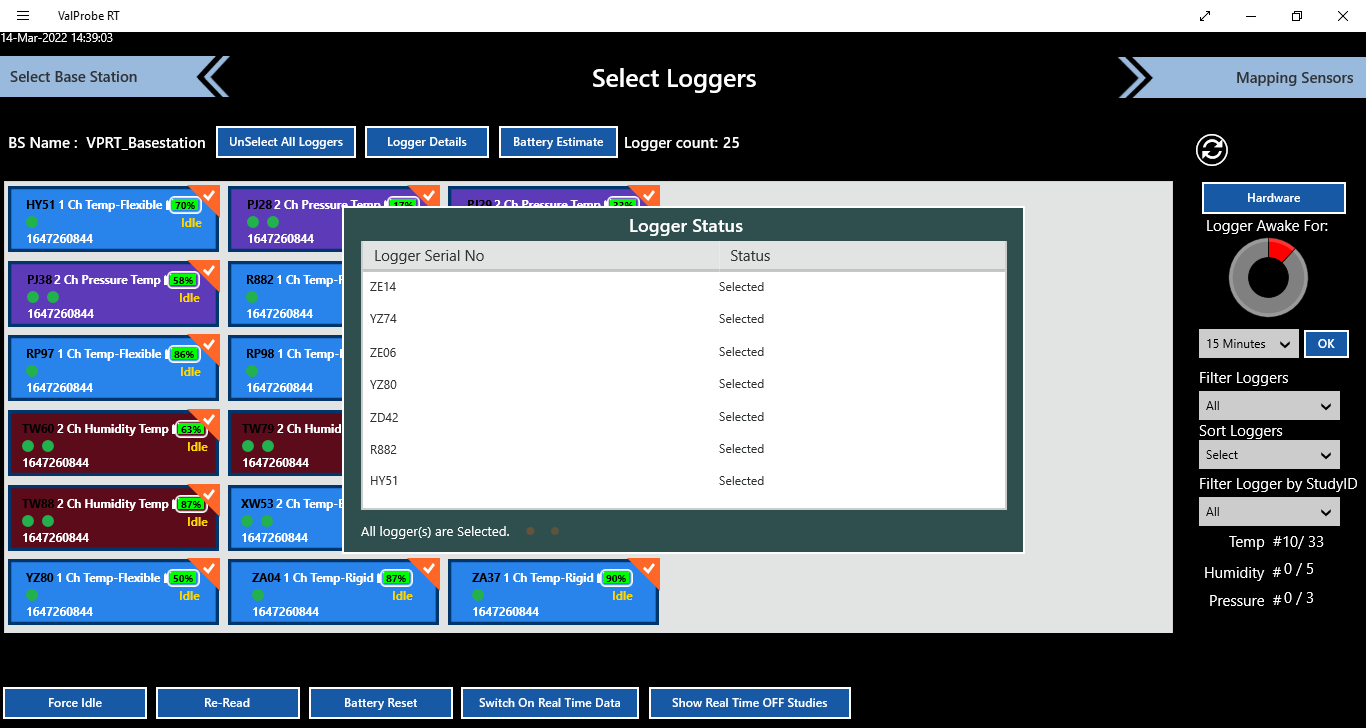 ValProbe RT
14-Mar-2022 14:39:03
Select Base Station
Select Loggers
Mapping Sensors
BS Name : VPRT_Basestation
UnSelect All Loggers
Logger Details
Battery Estimate
Logger count: 25
HY51 1 Ch Temp-Flexible 70%
Idle
1647260844
PJ28 2 Ch Pressure Temp 17%
1647260844
PJ29 2 Ch Pressure Temp
PJ38 2 Ch Pressure Temp 58%
Idle
1647260844
R882 1 Ch Temp-F
1647260844
RP97 1 Ch Temp-Flexible 86%
Idle
1647260844
RP98 1 Ch Temp-
1647260844
TW60 2 Ch Humidity Temp 63%
Idle
1647260844
TW79 2 Ch Humid
1647260844
TW88 2 Ch Humidity Temp 87%
Idle
1647260844
XW53 2 Ch Temp-
1647260844
YZ80 1 Ch Temp-Flexible 50%
Idle
1647260844
ZA04 1 Ch Temp-Rigid 87%
Idle
1647260844
ZA37 1 Ch Temp-Rigid 90%
Idle
1647260844
Logger Status
Logger Serial No Status
ZE14 Selected
YZ74 Selected
ZE06 Selected
YZ80 Selected
ZD42 Selected
R882 Selected
HY51 Selected
All logger(s) are Selected.
Hardware
Logger Awake For:
15 Minutes
OK
Filter Loggers
All
Sort Loggers
Select
Filter Logger by StudyID
All
Temp #10/ 33
Humidity #0 / 5
Pressure #0 / 3
Force Idle
Re-Read
Battery Reset
Switch On Real Time Data
Show Real Time OFF Studies